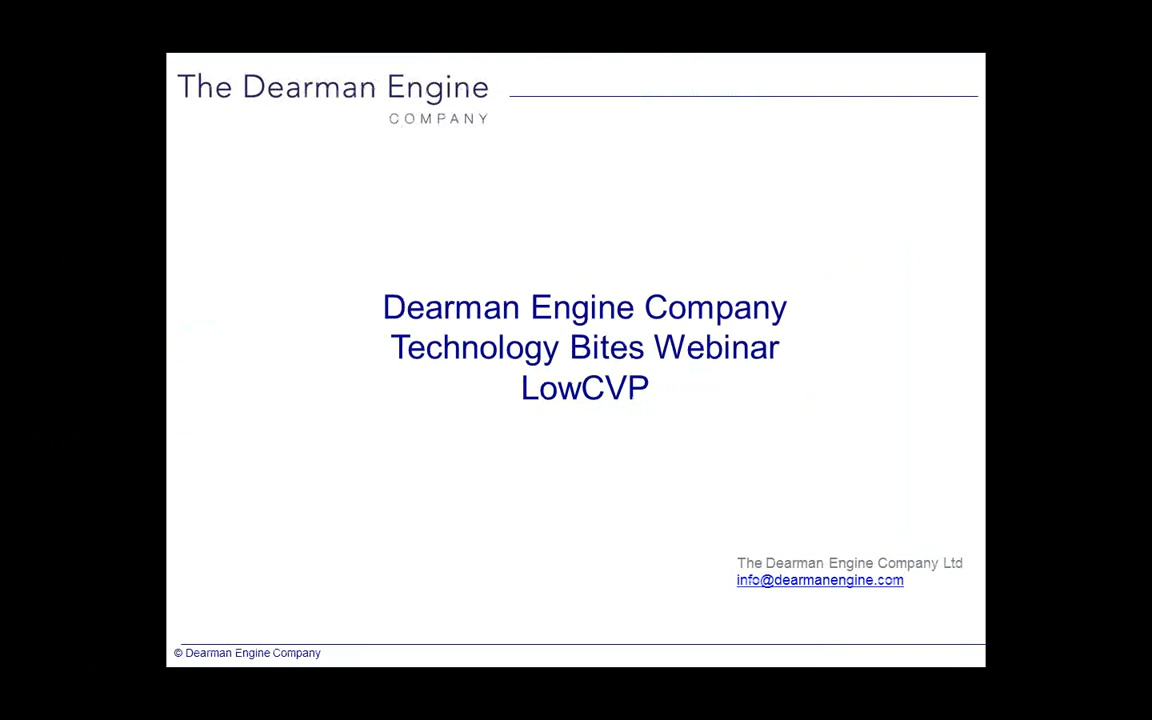 The Dearman Engine
COMPANY
Dearman Engine Company
Technology Bites Webinar
LowCVP
The Dearman Engine Company Ltd
info@dearmanengine.com
© Dearman Engine Company